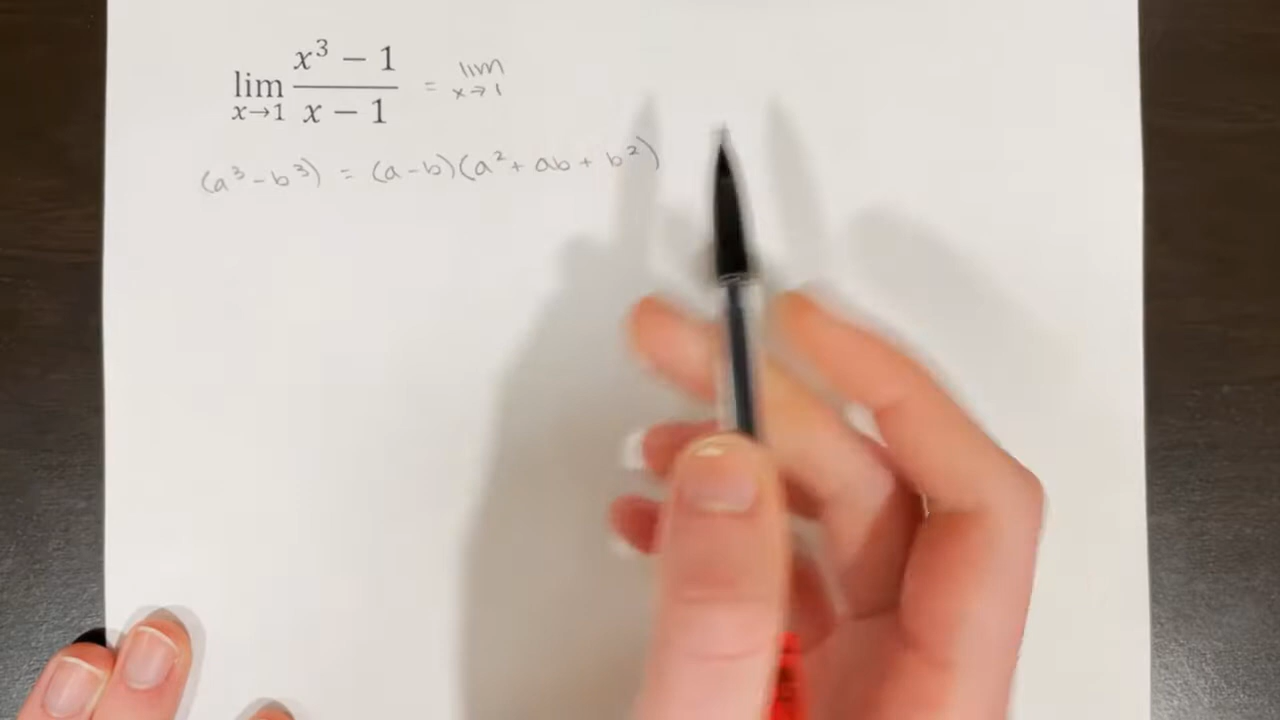 lim x→1 x³ − 1 / x − 1 = lim x→1
(a³ - b³) = (a-b)(a² + ab + b²)